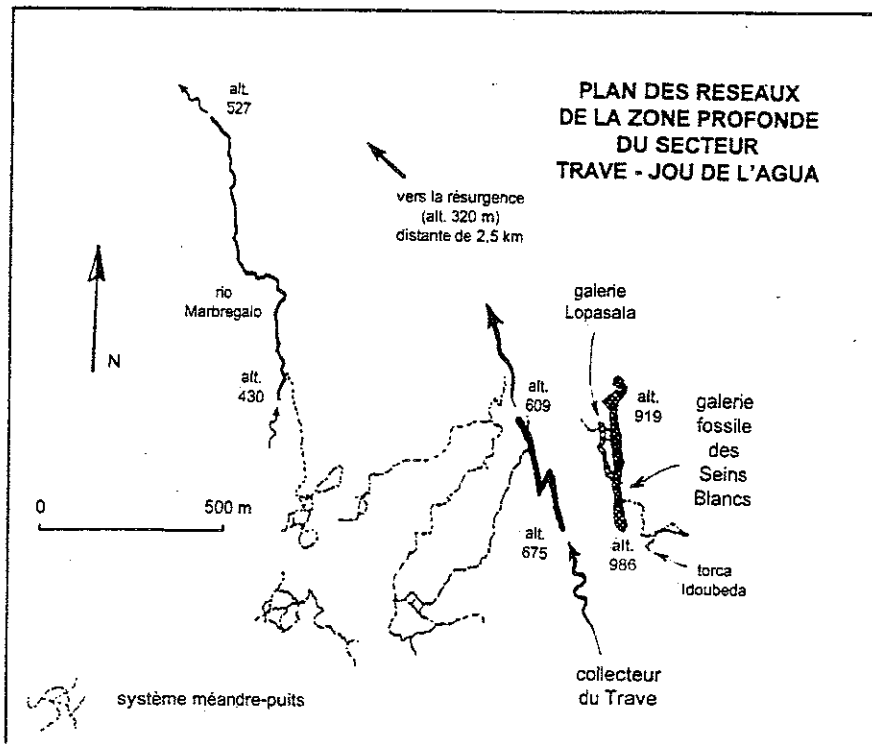 PLAN DES RESEAUX
DE LA ZONE PROFONDE
DU SECTEUR
TRAVE - JOU DE L'AGUA
alt.
527
vers la résurgence
(alt. 320 m)
distante de 2,5 km
N
rio
Marbregalo
alt.
430
galerie
Lopasala
alt.
609
alt.
919
galerie
fossile
des
Seins
Blancs
0
500 m
alt.
675
alt.
986
torca
Idoubeda
collecteur
du Trave
système méandre-puits